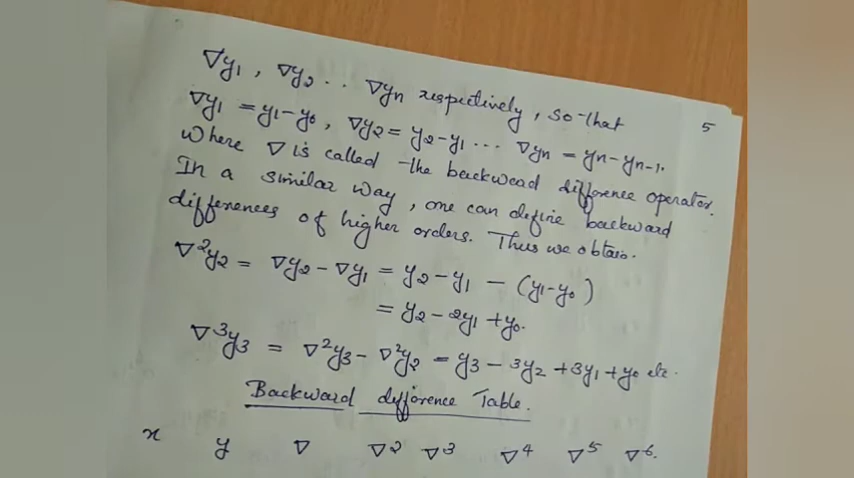 ∇y₁, ∇y₂ .. ∇yₙ respectively, so that
5
∇y₁ = y₁-y₀, ∇y₂ = y₂-y₁ ... ∇yₙ = yₙ-yₙ₋₁.
Where ∇ is called the backwead difference operator.
In a similar way, one can define backward
differences of higher orders. Thus we obtain.
∇²y₂ = ∇y₂ - ∇y₁ = y₂-y₁ - (y₁-y₀)
= y₂ - 2y₁ + y₀.
∇³y₃ = ∇²y₃ - ∇²y₂ = y₃ - 3y₂ + 3y₁ + y₀ etc.
Backward difference Table.
x y ∇ ∇2 ∇3 ∇4 ∇5 ∇6.